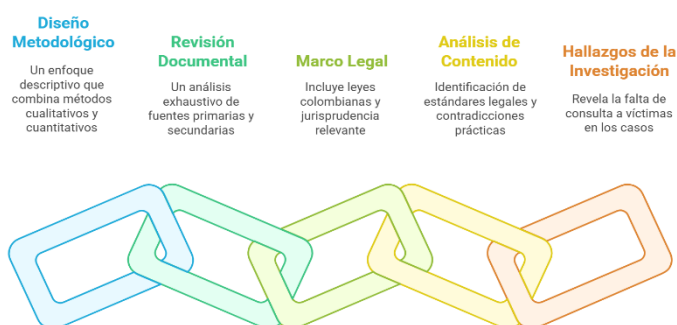 Diseño
Metodológico
Un enfoque
descriptivo que
combina métodos
cualitativos y
cuantitativos
Revisión
Documental
Un análisis
exhaustivo de
fuentes primarias y
secundarias
Marco Legal
Incluye leyes
colombianas y
jurisprudencia
relevante
Análisis de
Contenido
Identificación de
estándares legales y
contradicciones
prácticas
Hallazgos de la
Investigación
Revela la falta de
consulta a víctimas
en los casos